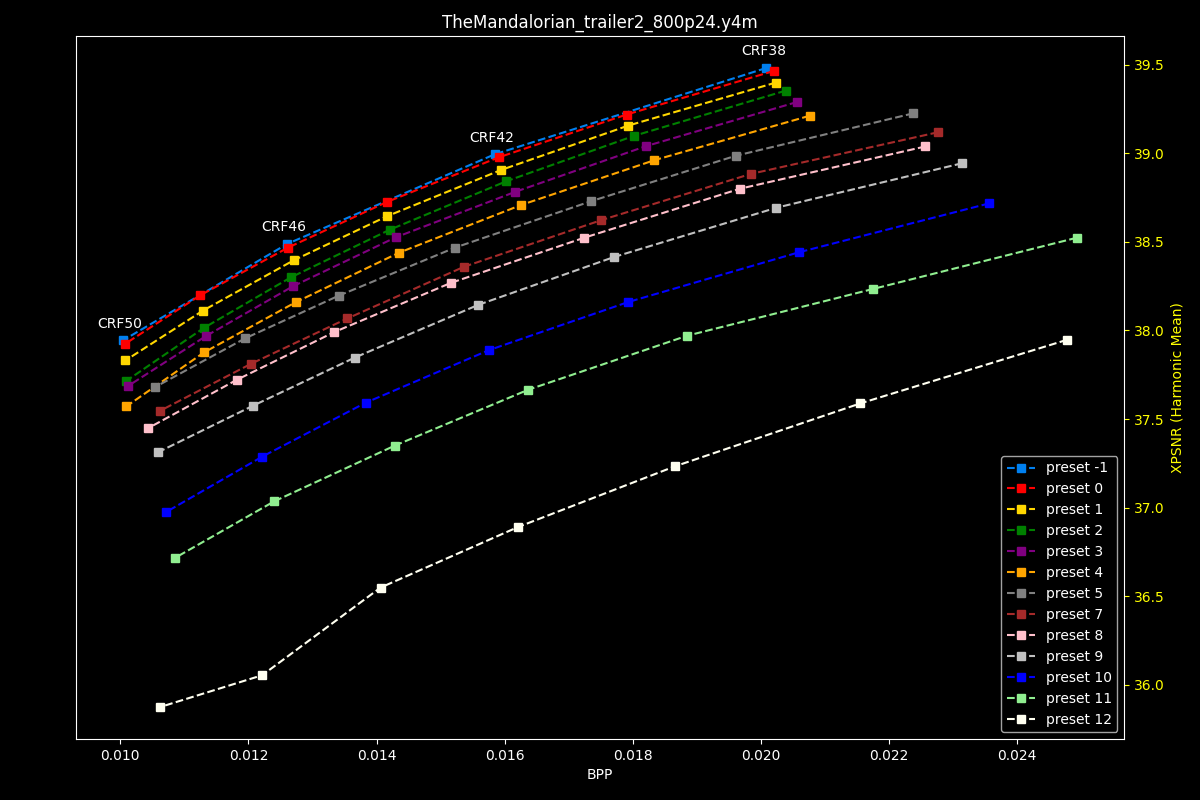 TheMandalorian_trailer2_800p24.y4m
CRF38
CRF42
CRF46
CRF50
39.5
39.0
38.5
38.0
37.5
37.0
36.5
36.0
XPSNR (Harmonic Mean)
preset -1
preset 0
preset 1
preset 2
preset 3
preset 4
preset 5
preset 7
preset 8
preset 9
preset 10
preset 11
preset 12
0.010 0.012 0.014 0.016 0.018 0.020 0.022 0.024
BPP